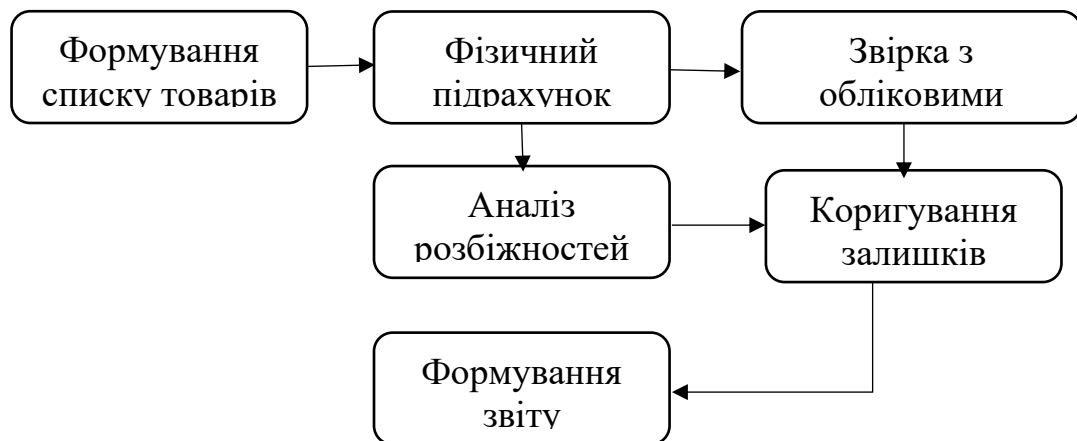 Формування
списку товарів
Фізичний
підрахунок
Звірка з
обліковими
Аналіз
розбіжностей
Коригування
залишків
Формування
звіту